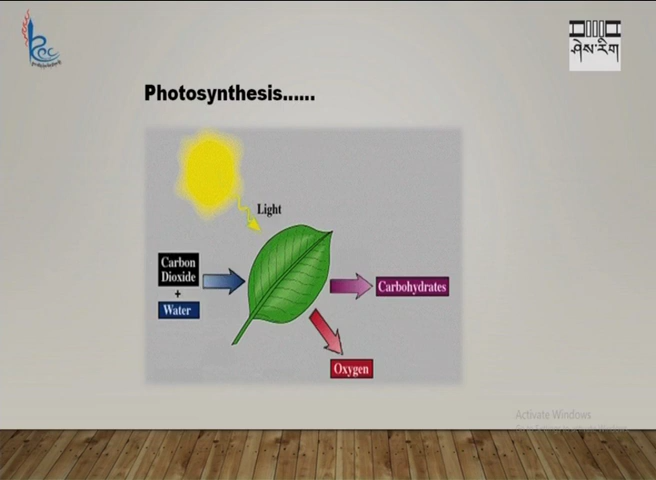 ཤེས་རིག
Photosynthesis......
Light
Carbon
Dioxide
+
Water
Carbohydrates
Oxygen
Activate Windows